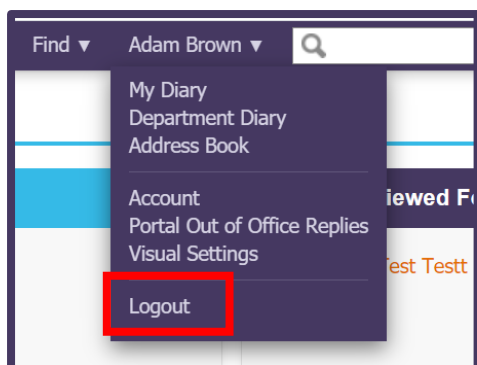 Find ▼ Adam Brown ▼
My Diary
Department Diary
Address Book
Account
iewed F
Portal Out of Office Replies
Visual Settings
Test Testt
Logout